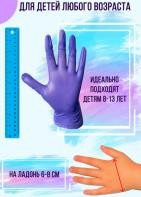 ДЛЯ ДЕТЕЙ ЛЮБОГО ВОЗРАСТА
ИДЕАЛЬНО
ПОДХОДЯТ
ДЕТЯМ 8-13 ЛЕТ
НА ЛАДОНЬ 6-8 СМ